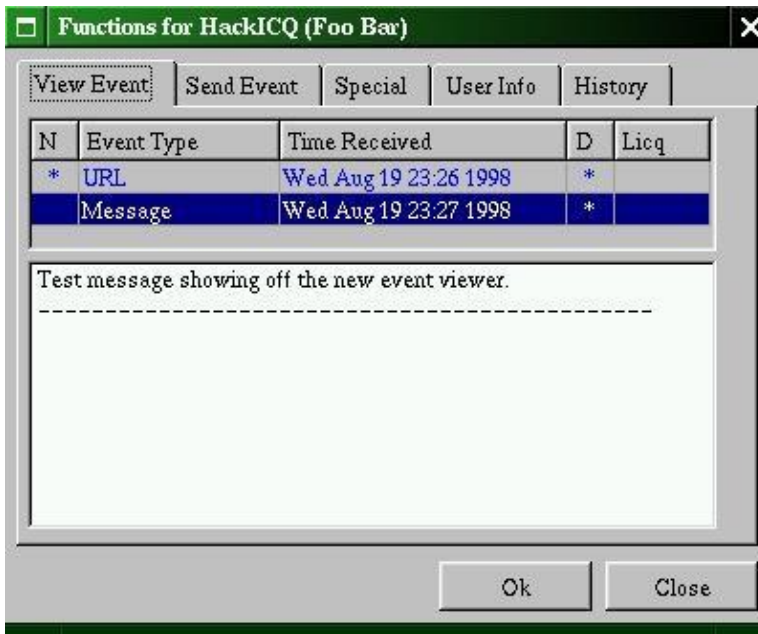 Functions for HackICQ (Foo Bar)
View Event Send Event Special User Info History
N Event Type Time Received D Licq
* URL Wed Aug 19 23:26 1998 *
Message Wed Aug 19 23:27 1998 *
Test message showing off the new event viewer.
-----------------------------------------------
Ok Close